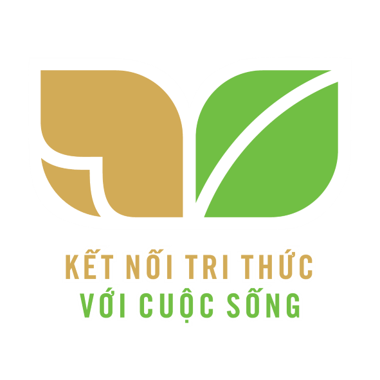 KẾT NỐI TRI THỨC
VỚI CUỘC SỐNG